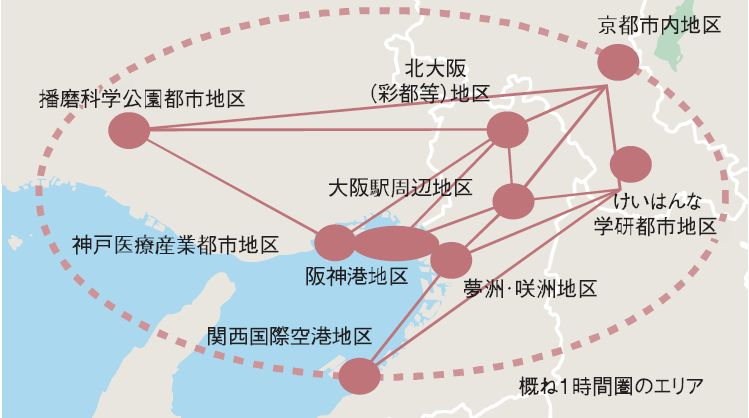 京都市内地区
北大阪
（彩都等）地区
播磨科学公園都市地区
大阪駅周辺地区
けいはんな
学研都市地区
神戸医療産業都市地区
阪神港地区
夢洲・咲洲地区
関西国際空港地区
概ね1時間圏のエリア